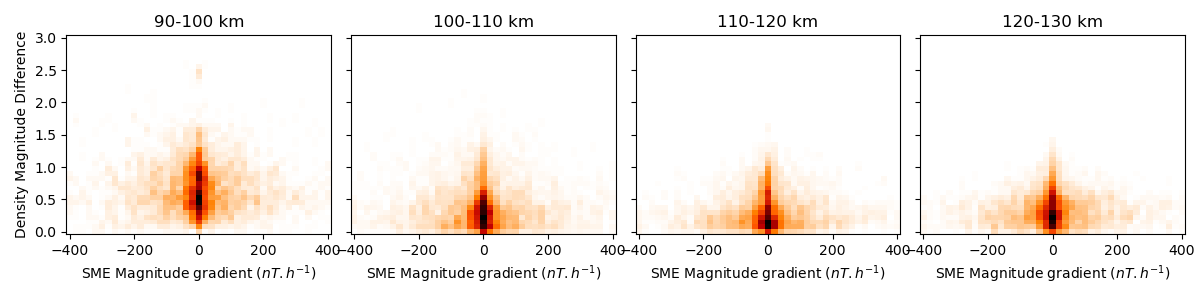 90-100 km 100-110 km 110-120 km 120-130 km
Density Magnitude Difference
3.0
2.5
2.0
1.5
1.0
0.5
0.0
−400 −200 0 200 400 −400 −200 0 200 400 −400 −200 0 200 400 −400 −200 0 200 400
SME Magnitude gradient (nT.h⁻¹) SME Magnitude gradient (nT.h⁻¹) SME Magnitude gradient (nT.h⁻¹) SME Magnitude gradient (nT.h⁻¹)